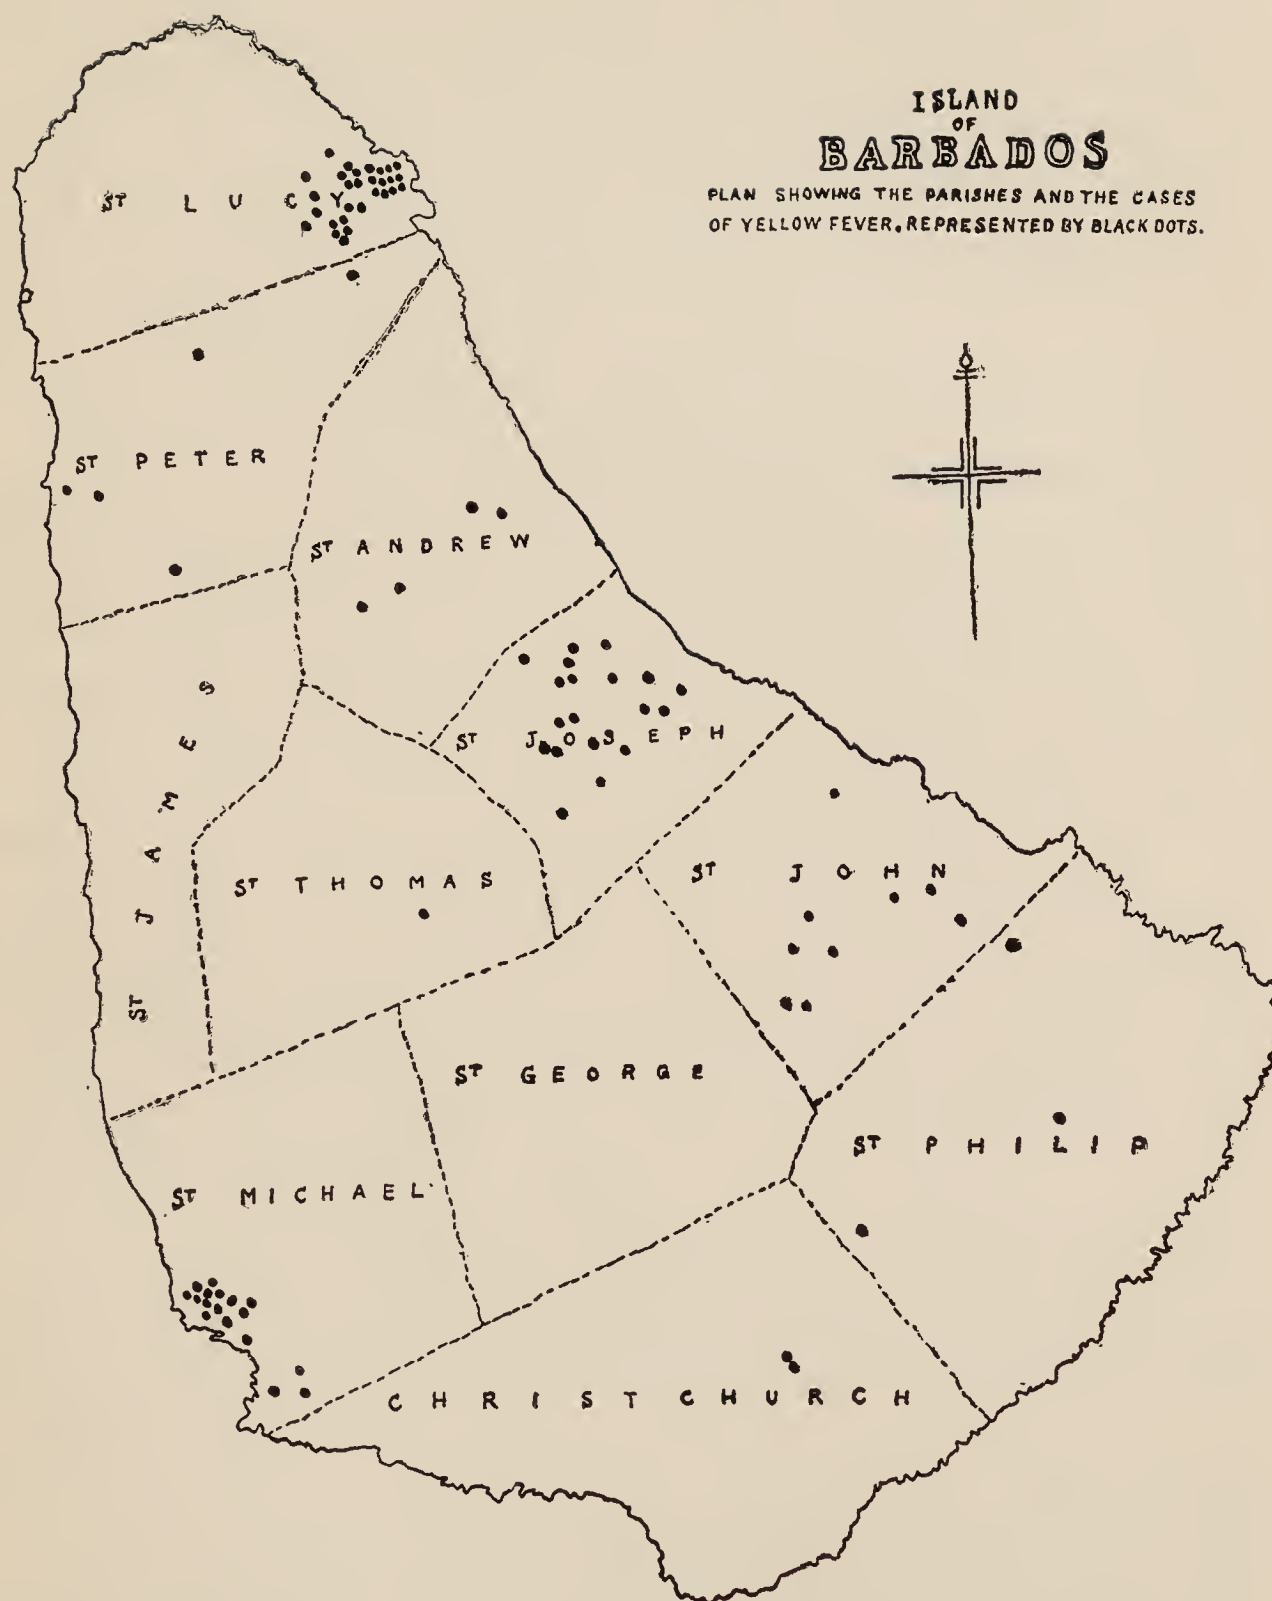 ISLAND
OF
BARBADOS
PLAN SHOWING THE PARISHES AND THE CASES
OF YELLOW FEVER, REPRESENTED BY BLACK DOTS.
ST LUCY
ST PETER
ST ANDREW
ST JAMES
ST JOSEPH
ST THOMAS
ST JOHN
ST GEORGE
ST PHILIP
ST MICHAEL
CHRIST CHURCH